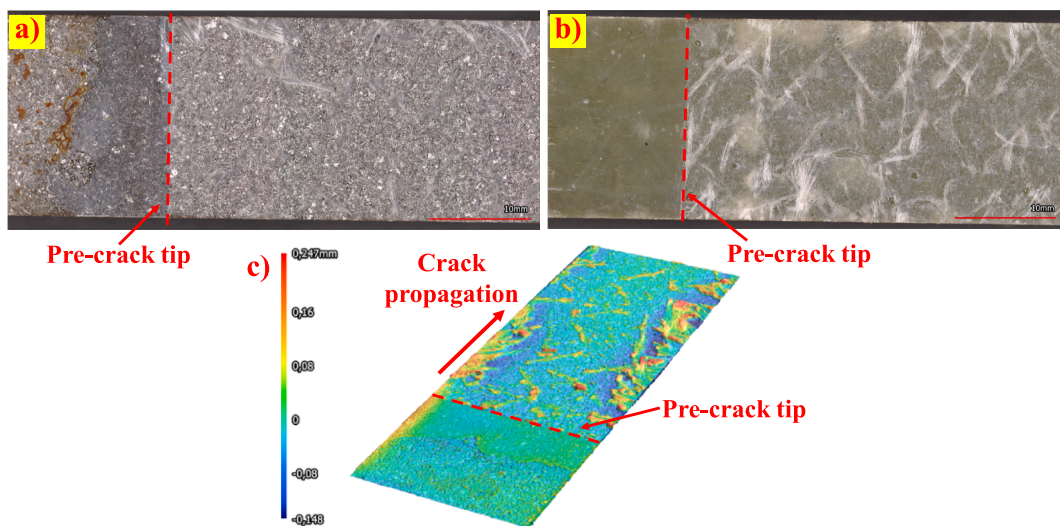 a)
b)
10mm
10mm
Pre-crack tip
Pre-crack tip
c)
0,247mm
0,16
0,08
0
-0,08
-0,148
Crack
propagation
Pre-crack tip